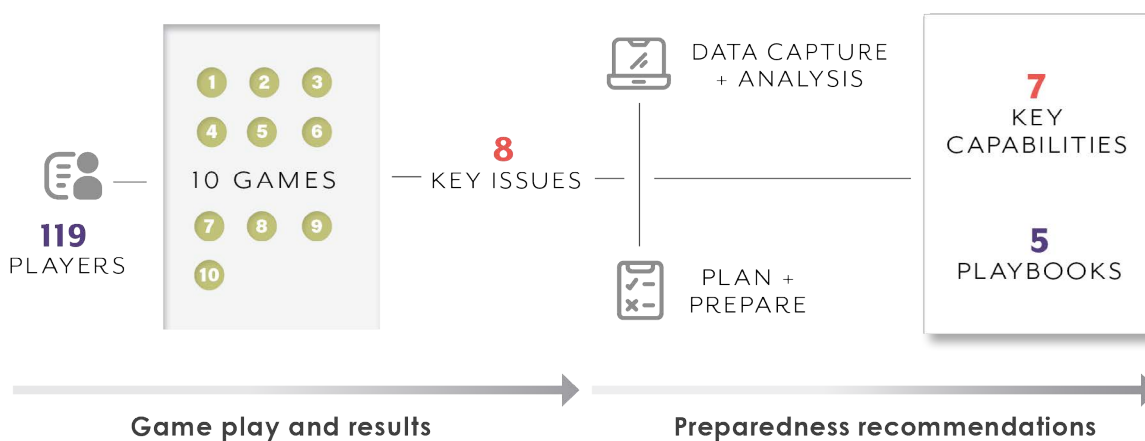 119
PLAYERS
1 2 3
4 5 6
10 GAMES
7 8 9
10
8
KEY ISSUES
DATA CAPTURE
+ ANALYSIS
PLAN +
PREPARE
7
KEY
CAPABILITIES
5
PLAYBOOKS
Game play and results
Preparedness recommendations